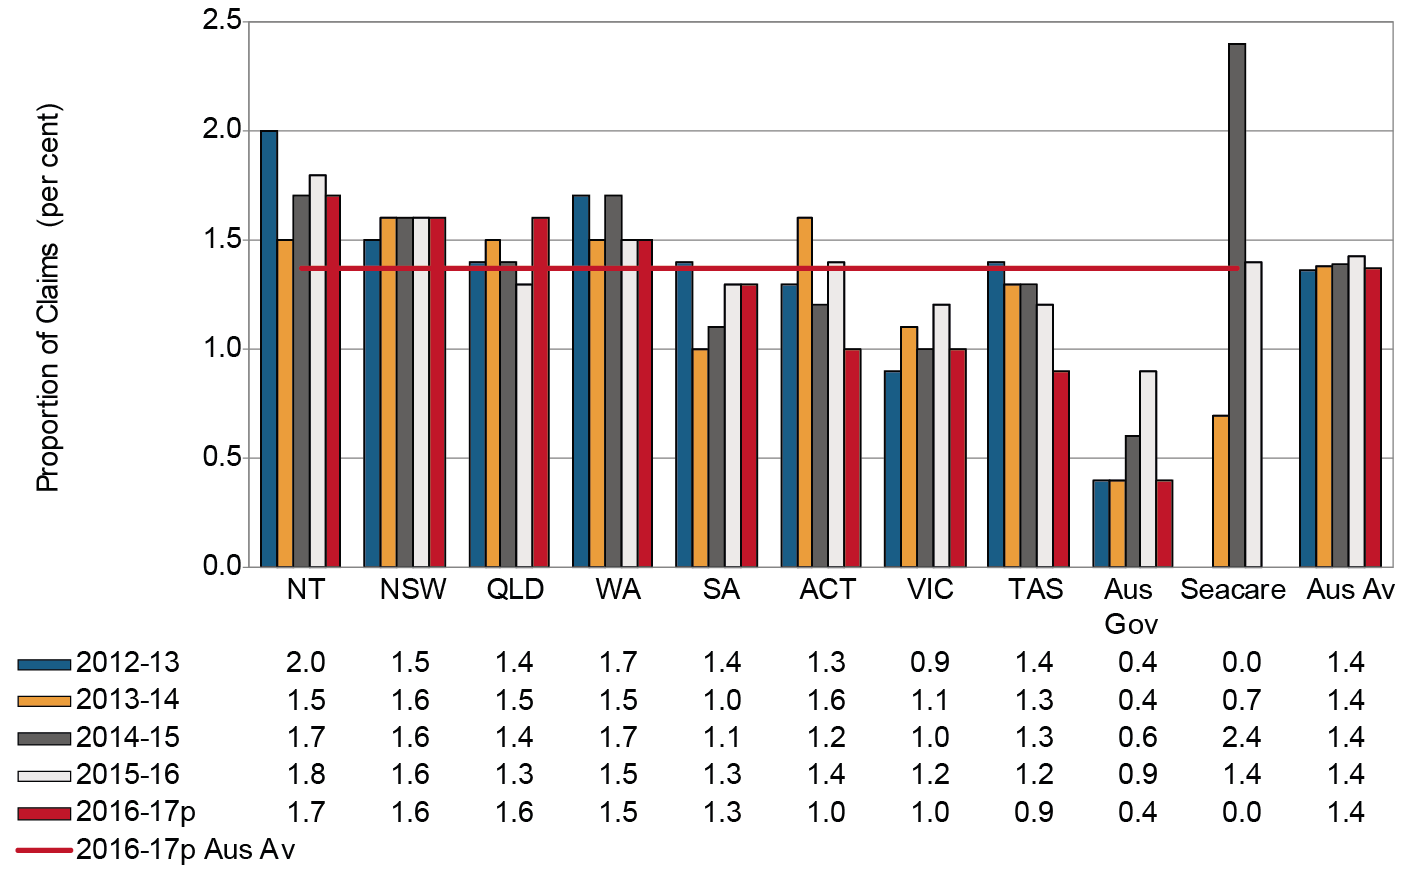 Proportion of Claims (per cent)
2.5
2.0
1.5
1.0
0.5
0.0
NT NSW QLD WA SA ACT VIC TAS Aus Gov Seacare Aus Av
2012-13 2.0 1.5 1.4 1.7 1.4 1.3 0.9 1.4 0.4 0.0 1.4
2013-14 1.5 1.6 1.5 1.5 1.0 1.6 1.1 1.3 0.4 0.7 1.4
2014-15 1.7 1.6 1.4 1.7 1.1 1.2 1.0 1.3 0.6 2.4 1.4
2015-16 1.8 1.6 1.3 1.5 1.3 1.4 1.2 1.2 0.9 1.4 1.4
2016-17p 1.7 1.6 1.6 1.5 1.3 1.0 1.0 0.9 0.4 0.0 1.4
2016-17p Aus Av